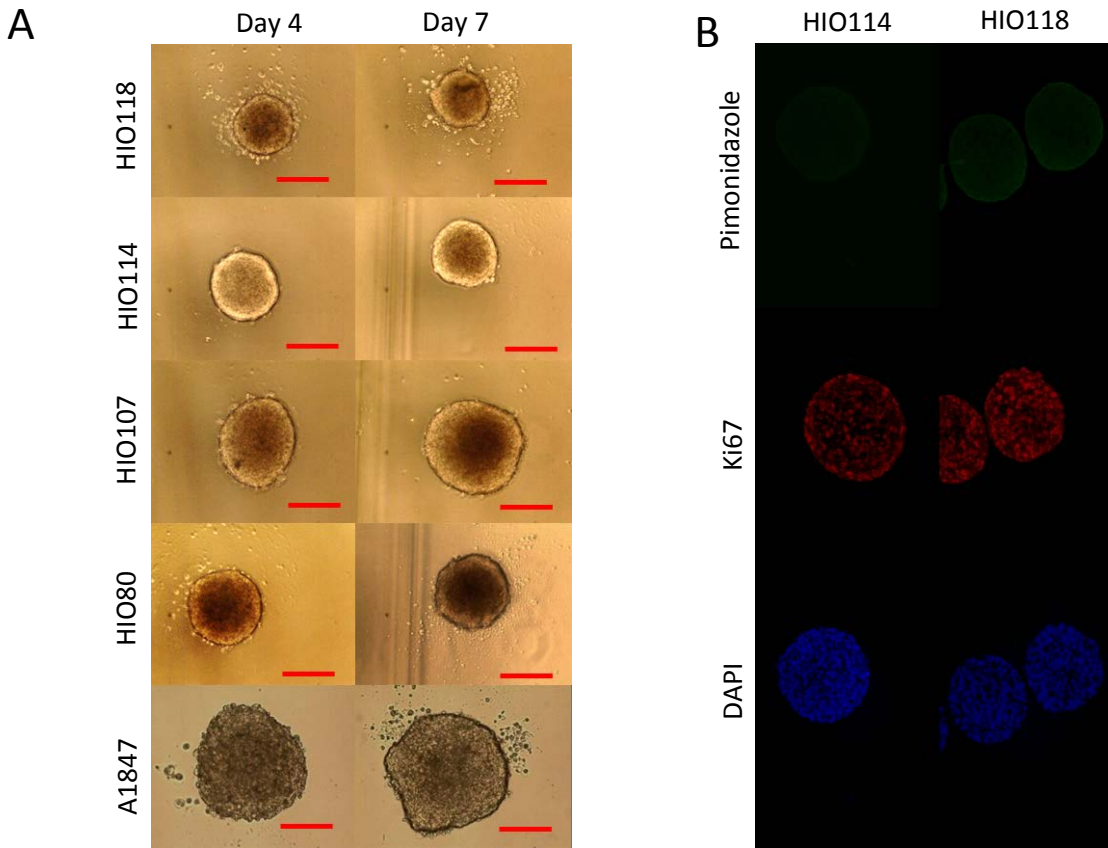 A
Day 4
Day 7
HIO118
HIO114
HIO107
HIO80
A1847
B
HIO114
HIO118
Pimonidazole
Ki67
DAPI